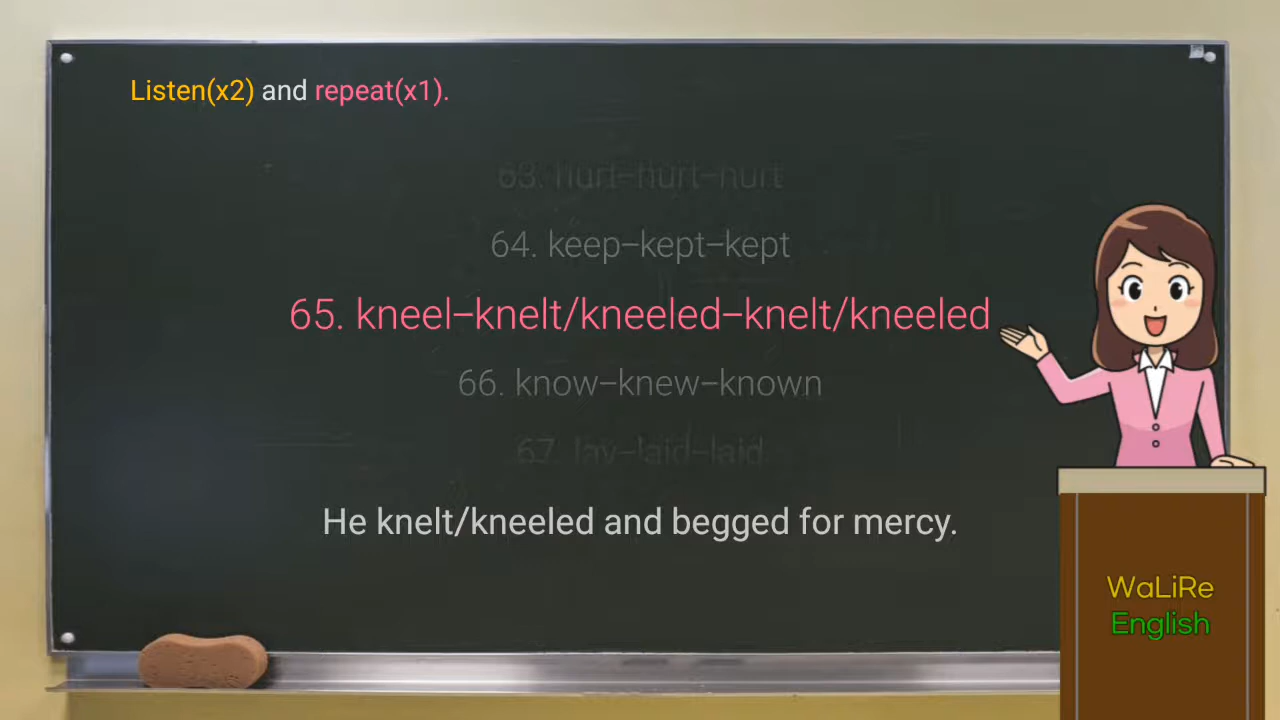 Listen(x2) and repeat(x1).
63. hurt–hurt–hurt
64. keep–kept–kept
65. kneel–knelt/kneeled–knelt/kneeled
66. know–knew–known
67. lay–laid–laid
He knelt/kneeled and begged for mercy.
WaLiRe
English